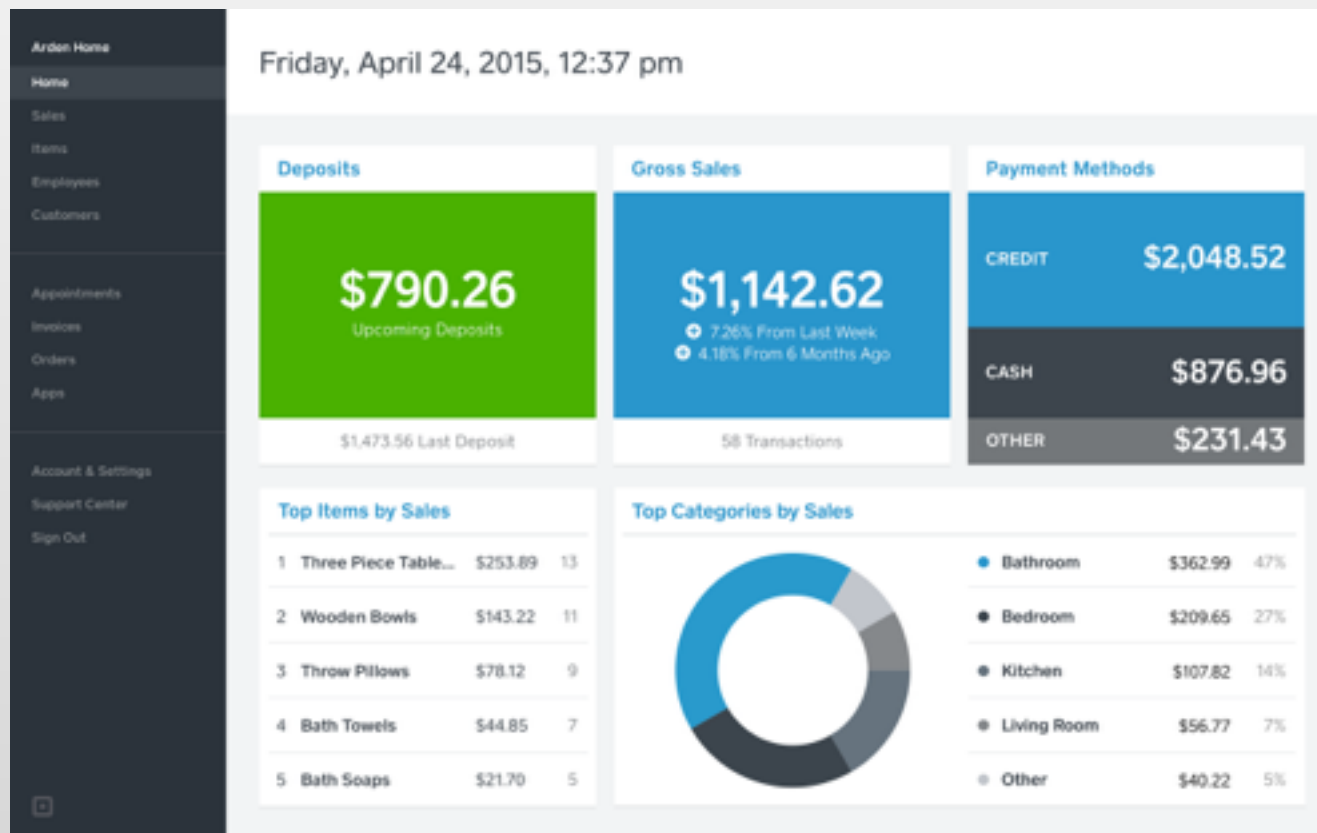 Arden Home
Home
Sales
Items
Employees
Customers
Appointments
Invoices
Orders
Apps
Account & Settings
Support Center
Sign Out
Friday, April 24, 2015, 12:37 pm
Deposits
$790.26
Upcoming Deposits
$1,473.56 Last Deposit
Gross Sales
$1,142.62
7.26% From Last Week
4.18% From 6 Months Ago
58 Transactions
Payment Methods
CREDIT $2,048.52
CASH $876.96
OTHER $231.43
Top Items by Sales
1 Three Piece Table... $253.89 13
2 Wooden Bowls $143.22 11
3 Throw Pillows $78.12 9
4 Bath Towels $44.85 7
5 Bath Soaps $21.70 5
Top Categories by Sales
Bathroom $362.99 47%
Bedroom $209.65 27%
Kitchen $107.82 14%
Living Room $56.77 7%
Other $40.22 5%